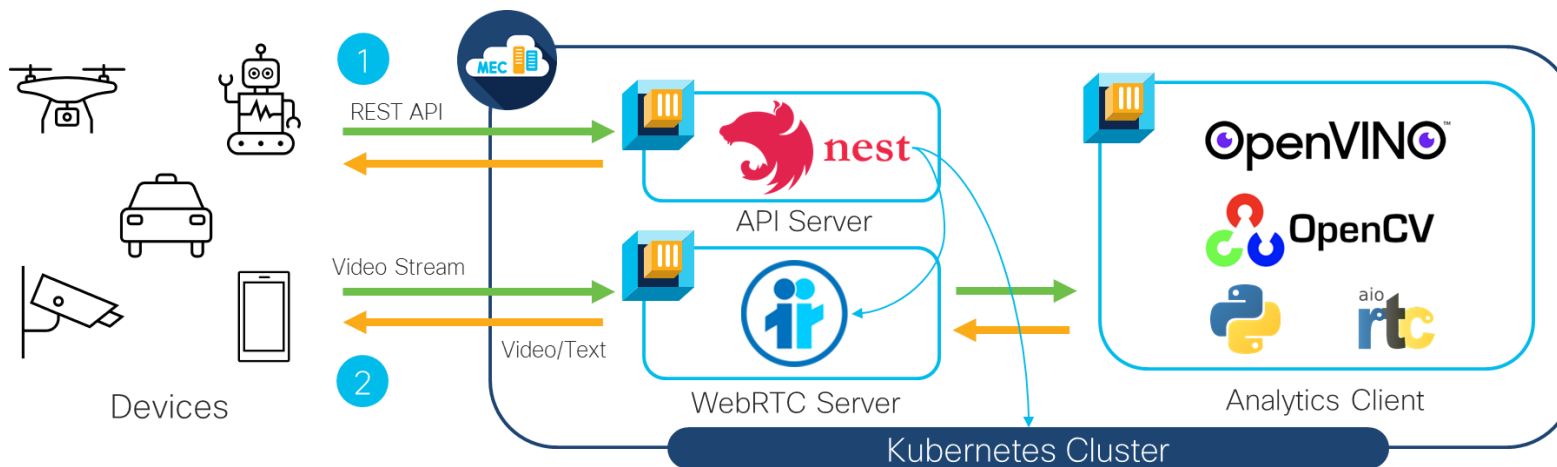 1
MEC
REST API
nest
API Server
OpenVINO™
OpenCV
aio
rtc
Video Stream
Video/Text
2
WebRTC Server
Analytics Client
Devices
Kubernetes Cluster